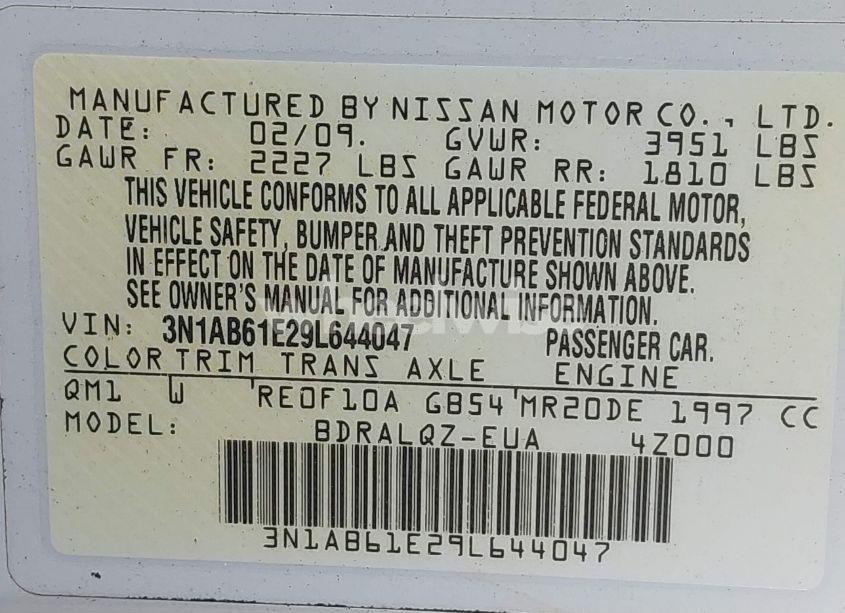 MANUFACTURED BY NISSAN MOTOR CO., LTD.
DATE: 02/09. GVWR: 3951 LBS
GAWR FR: 2227 LBS GAWR RR: 1810 LBS
THIS VEHICLE CONFORMS TO ALL APPLICABLE FEDERAL MOTOR,
VEHICLE SAFETY, BUMPER AND THEFT PREVENTION STANDARDS
IN EFFECT ON THE DATE OF MANUFACTURE SHOWN ABOVE.
SEE OWNER'S MANUAL FOR ADDITIONAL INFORMATION.
VIN: 3N1AB61E29L644047 PASSENGER CAR.
COLOR TRIM TRANS AXLE ENGINE
QM1 W 'RE0F10A GB54'MR20DE 1997 CC
MODEL: BDRALQZ-EUA 4Z000
3N1AB61E29L644047